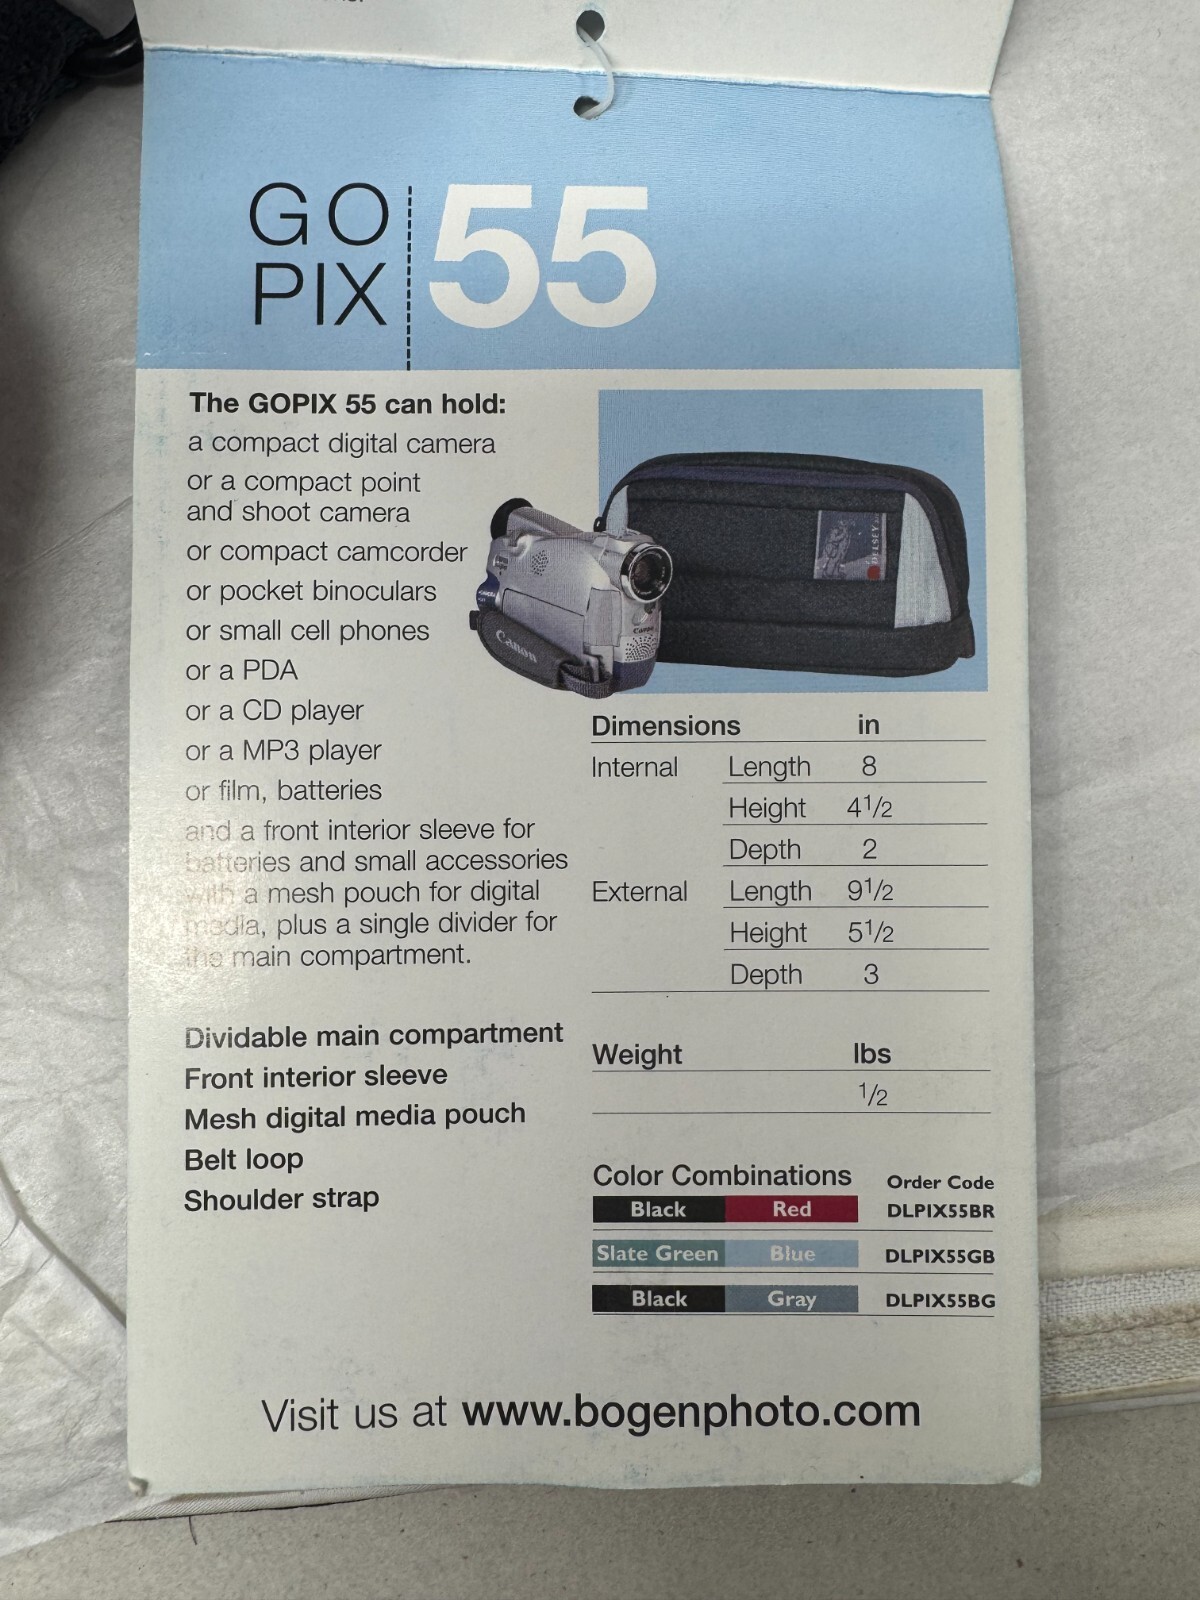 GO
PIX
55
The GOPIX 55 can hold:
a compact digital camera
or a compact point
and shoot camera
or compact camcorder
or pocket binoculars
or small cell phones
or a PDA
or a CD player
or a MP3 player
or film, batteries
and a front interior sleeve for
batteries and small accessories
with a mesh pouch for digital
media, plus a single divider for
the main compartment.
Dividable main compartment
Front interior sleeve
Mesh digital media pouch
Belt loop
Shoulder strap
Canon
Canon
DELSEY
Dimensions in
Internal Length 8
Height 4 1/2
Depth 2
External Length 9 1/2
Height 5 1/2
Depth 3
Weight lbs
1/2
Color Combinations Order Code
Black Red DLPIX55BR
Slate Green Blue DLPIX55GB
Black Gray DLPIX55BG
Visit us at www.bogenphoto.com